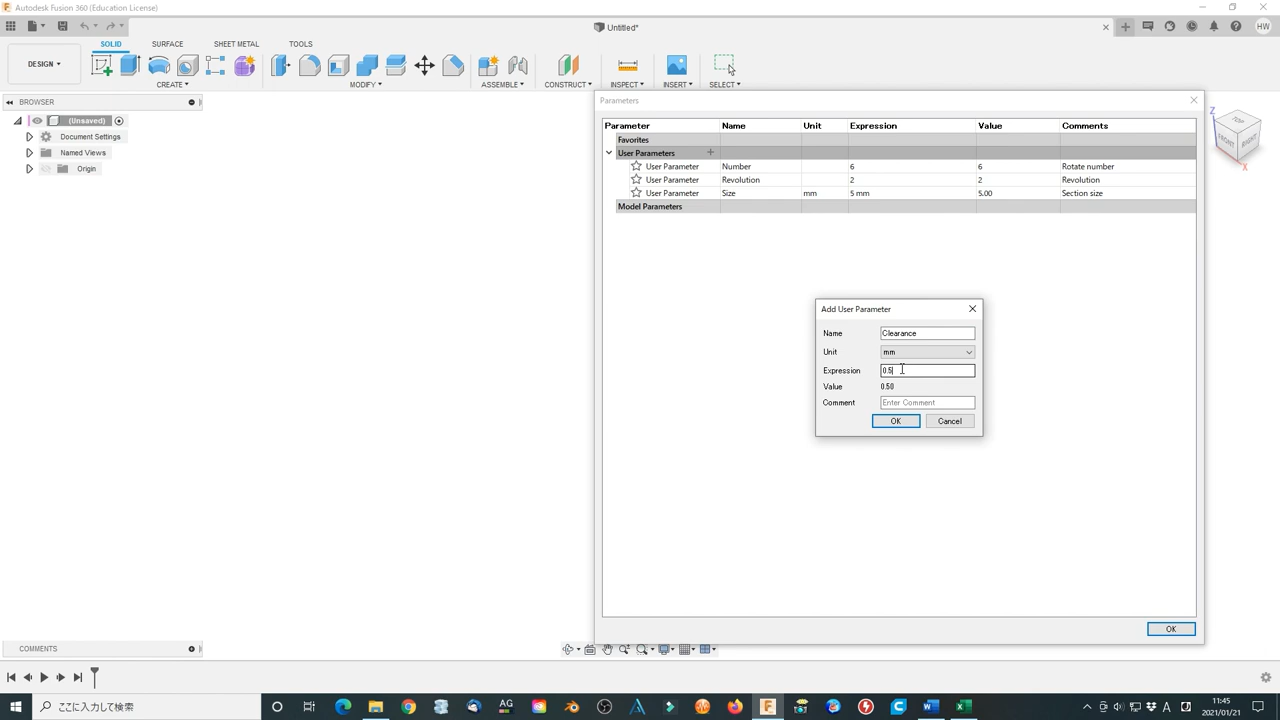 Autodesk Fusion 360 (Education License)
Untitled*
HW
DESIGN
SOLID
SURFACE
SHEET METAL
TOOLS
CREATE
MODIFY
ASSEMBLE
CONSTRUCT
INSPECT
INSERT
SELECT
BROWSER
(Unsaved)
Document Settings
Named Views
Origin
Parameters
Parameter Name Unit Expression Value Comments
Favorites
User Parameters
User Parameter Number 6 6 Rotate number
User Parameter Revolution 2 2 Revolution
User Parameter Size mm 5 mm 5.00 Section size
Model Parameters
Add User Parameter
Name Clearance
Unit mm
Expression 0.5
Value 0.50
Comment Enter Comment
OK Cancel
OK
Z
TOP
FRONT
RIGHT
X
COMMENTS
ここに入力して検索
AG
A
11:45
2021/01/21